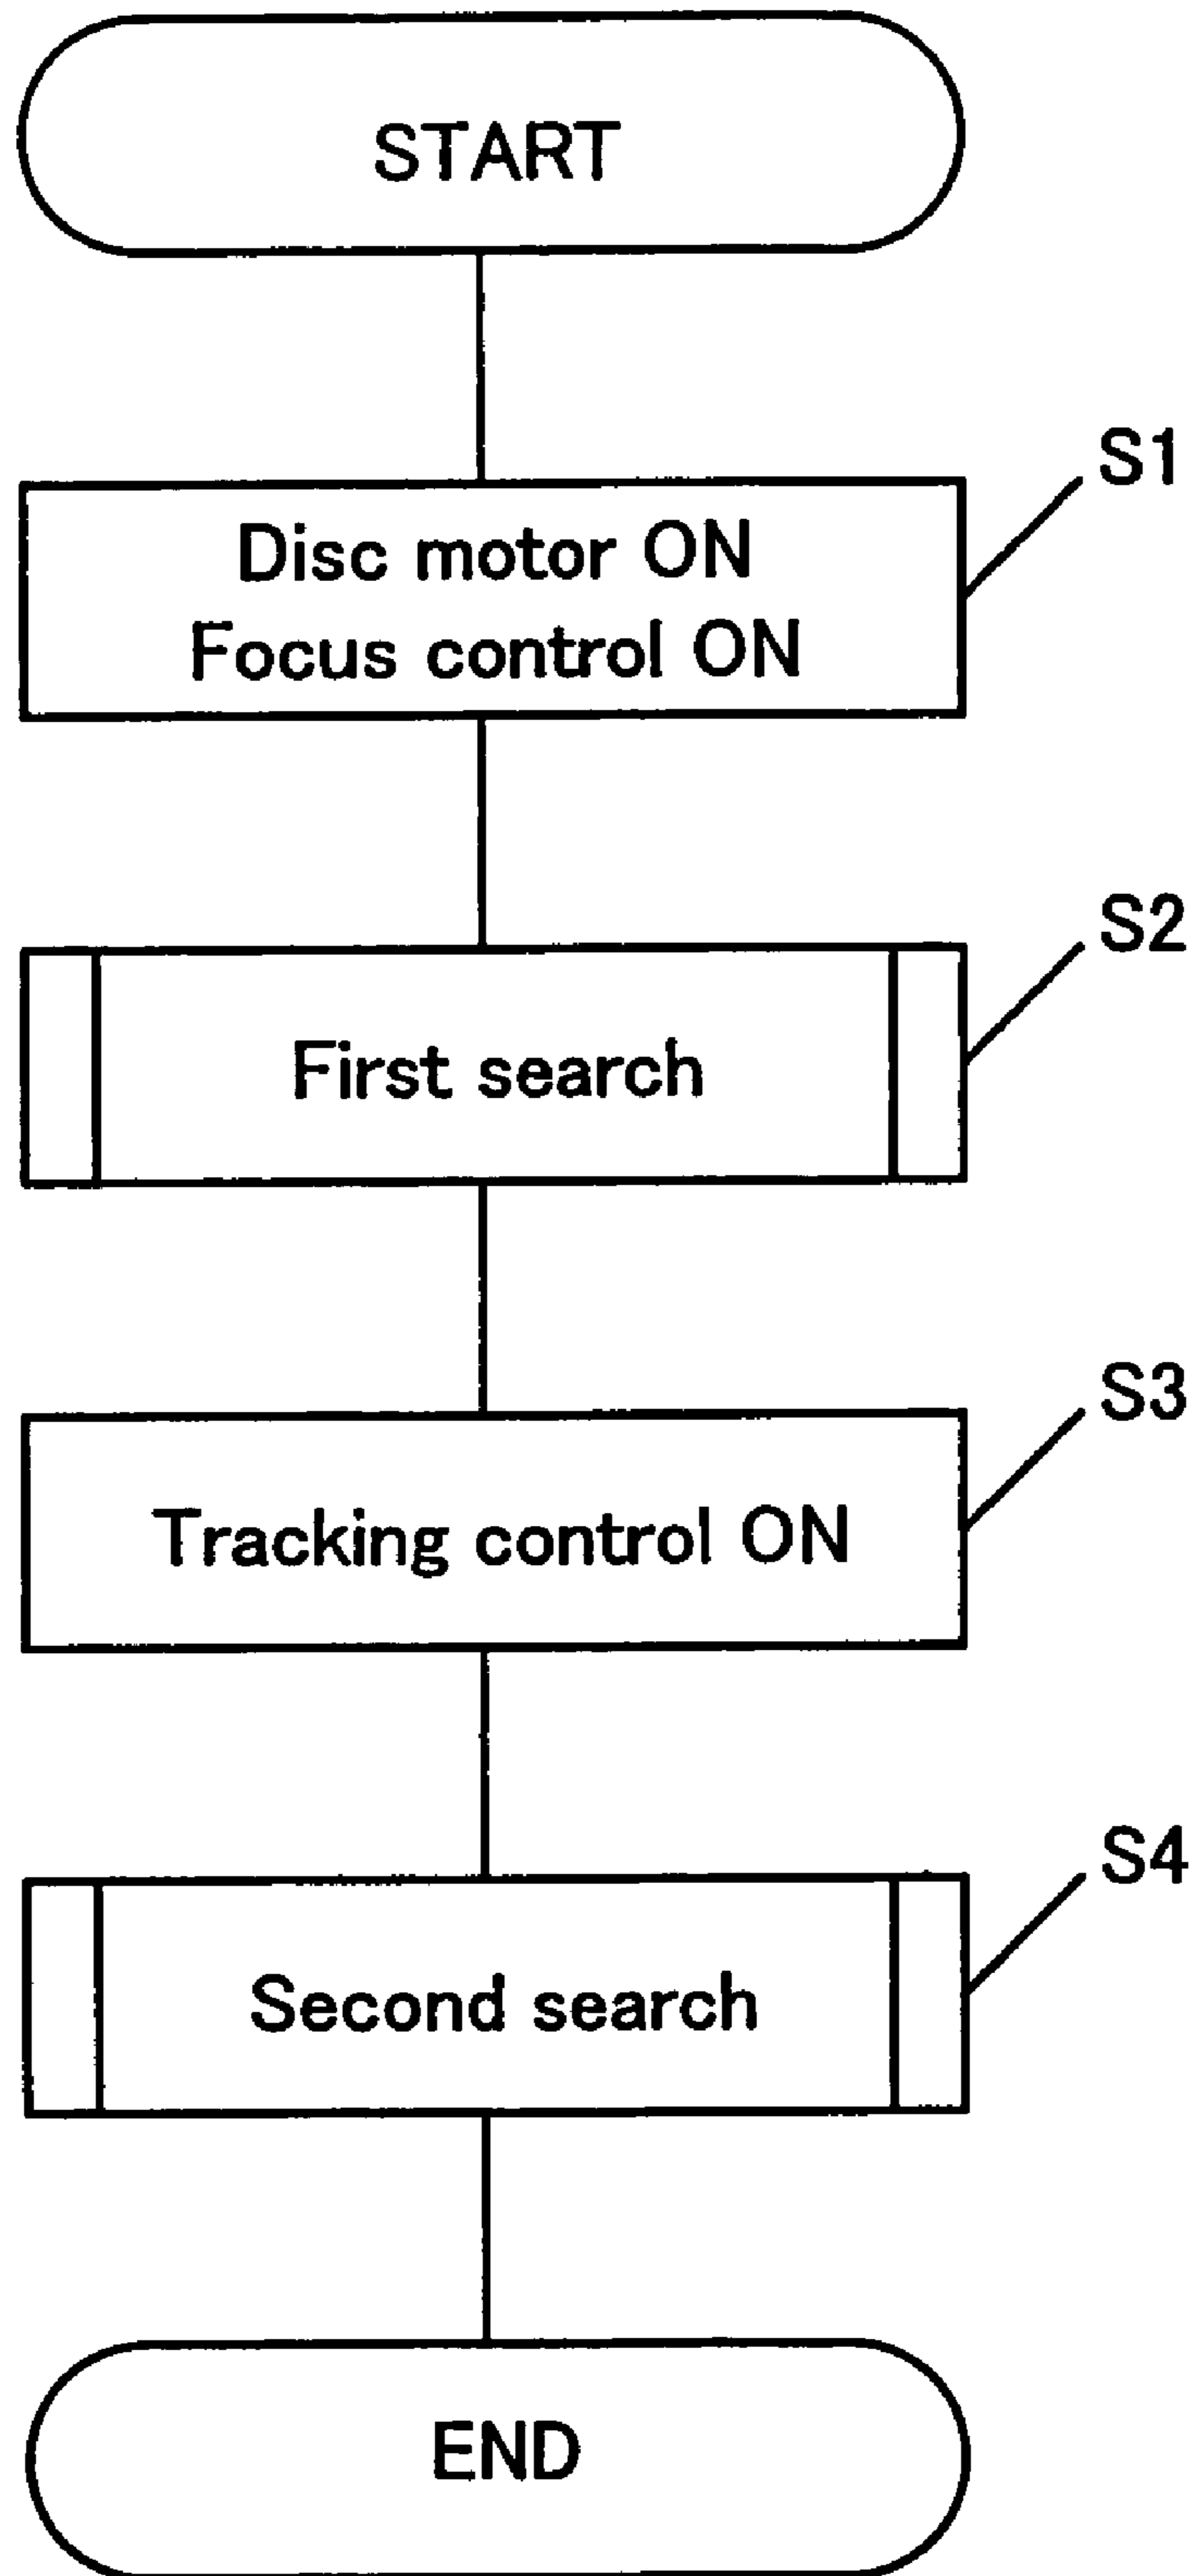 START
S1
Disc motor ON
Focus control ON
S2
First search
S3
Tracking control ON
S4
Second search
END